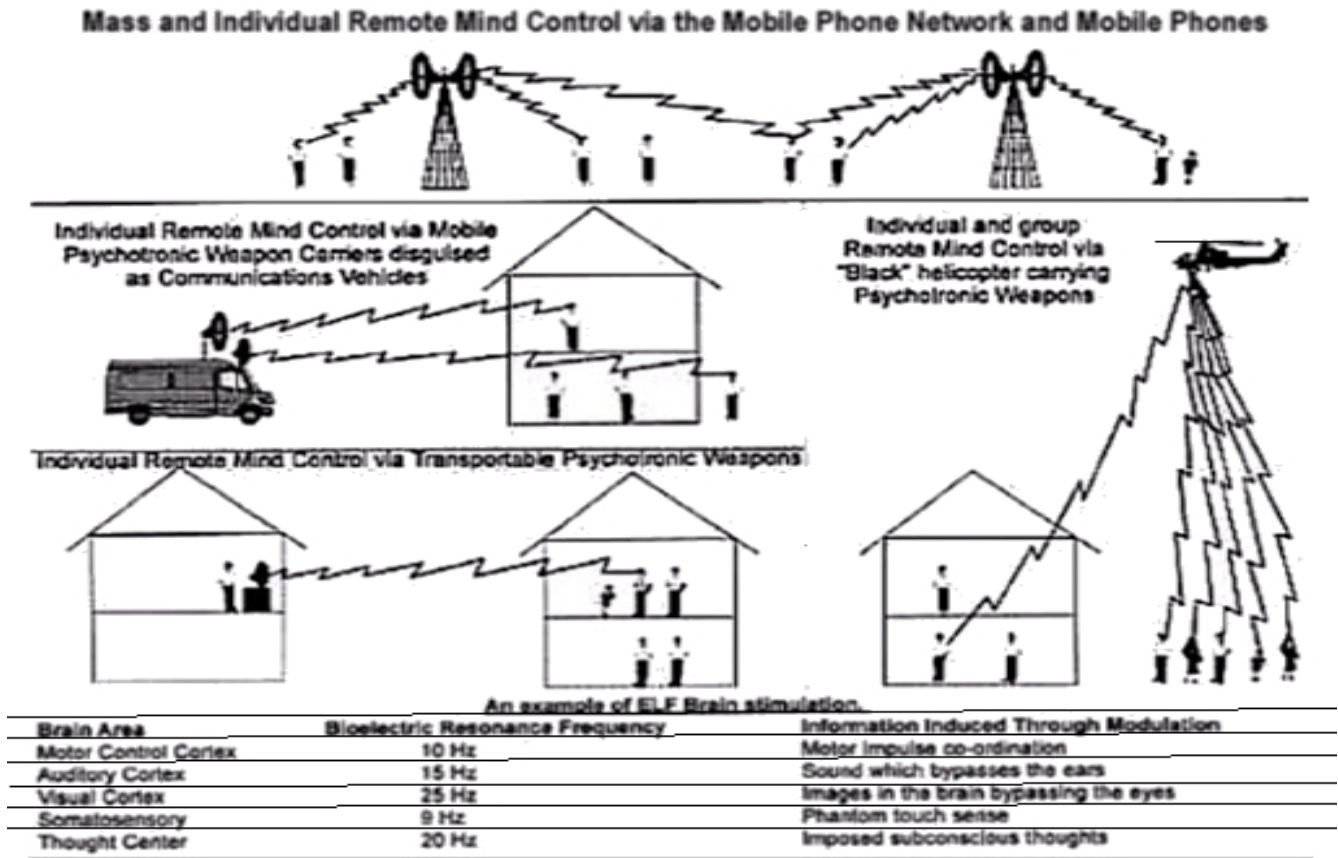 Mass and Individual Remote Mind Control via the Mobile Phone Network and Mobile Phones
Individual Remote Mind Control via Mobile
Psychotronic Weapon Carriers disguised
as Communications Vehicles
Individual and group
Remote Mind Control via
"Black" helicopter carrying
Psychotronic Weapons
Individual Remote Mind Control via Transportable Psychotronic Weapons
An example of ELF Brain stimulation.
Brain Area Bioelectric Resonance Frequency Information Induced Through Modulation
Motor Control Cortex 10 Hz Motor Impulse co-ordination
Auditory Cortex 15 Hz Sound which bypasses the ears
Visual Cortex 25 Hz Images in the brain bypassing the eyes
Somatosensory 9 Hz Phantom touch sense
Thought Center 20 Hz Imposed subconscious thoughts